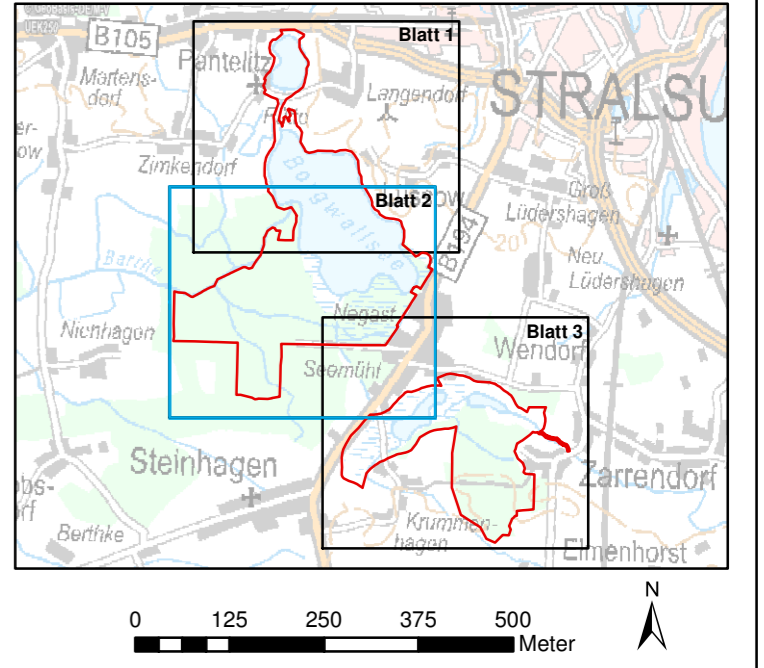 B105
Blatt 1
Pantelitz
Martens-
dorf
Langendorf
STRALSU
Zimkendorf
Borgwallsee
Blatt 2
Groß
Lüdershagen
B194
20
Neu
Lüdershagen
Barthe
Negast
Nienhagen
Blatt 3
Wendorf
Seemühl
Steinhagen
Zarrendorf
Krummen-
hagen
Berthke
Elmenhorst
N
0 125 250 375 500
Meter